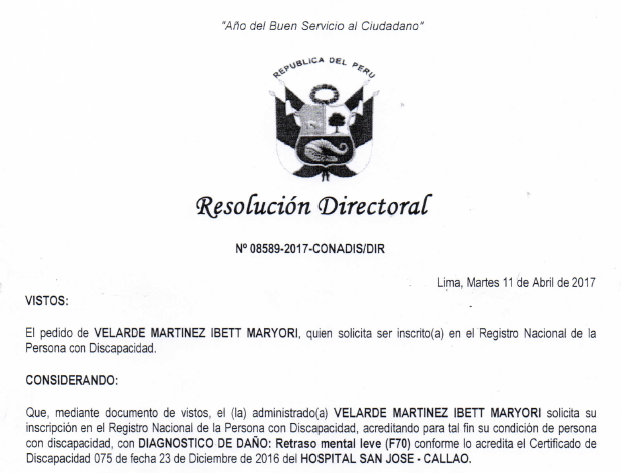 "Año del Buen Servicio al Ciudadano"
REPUBLICA DEL PERU
Resolución Directoral
Nº 08589-2017-CONADIS/DIR
Lima, Martes 11 de Abril de 2017
VISTOS:
El pedido de VELARDE MARTINEZ IBETT MARYORI, quien solicita ser inscrito(a) en el Registro Nacional de la
Persona con Discapacidad.
CONSIDERANDO:
Que, mediante documento de vistos, el (la) administrado(a) VELARDE MARTINEZ IBETT MARYORI solicita su
inscripción en el Registro Nacional de la Persona con Discapacidad, acreditando para tal fin su condición de persona
con discapacidad, con DIAGNOSTICO DE DAÑO: Retraso mental leve (F70) conforme lo acredita el Certificado de
Discapacidad 075 de fecha 23 de Diciembre de 2016 del HOSPITAL SAN JOSE - CALLAO.